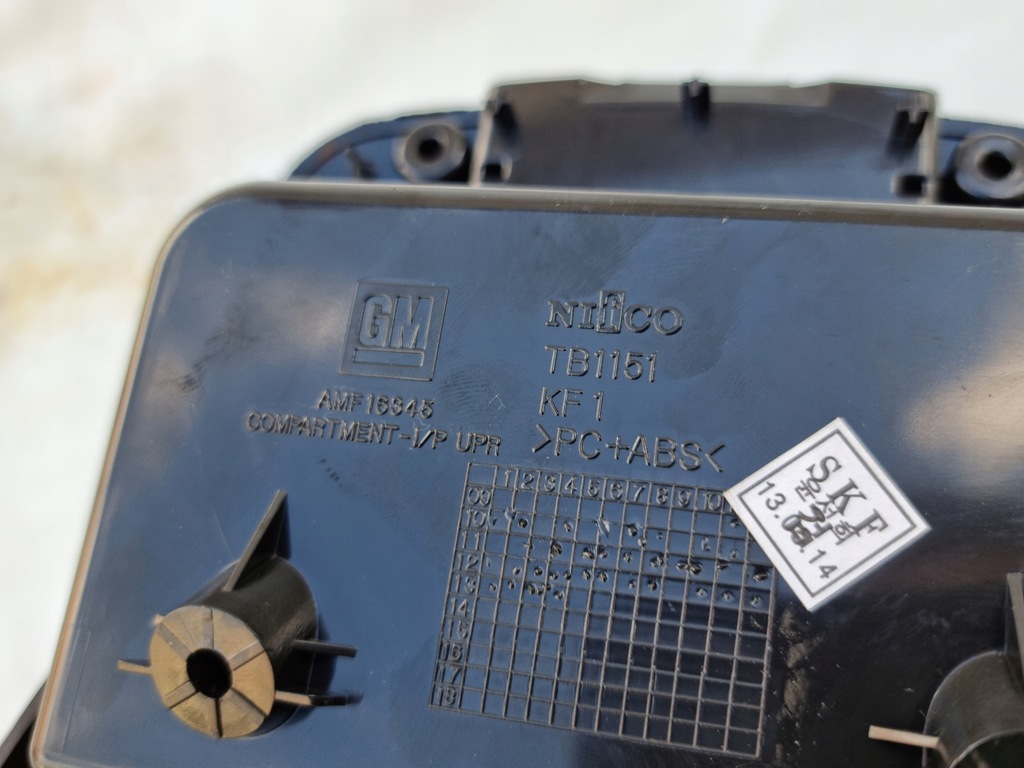 GM
AMF16345
COMPARTMENT-I/P UPR
NIfCO
TB1151
KF1
>PC+ABS<
1 2 3 4 5 6 7 8 9 10
09
10
11
12
13
14
15
16
17
18
SKF
13. 14